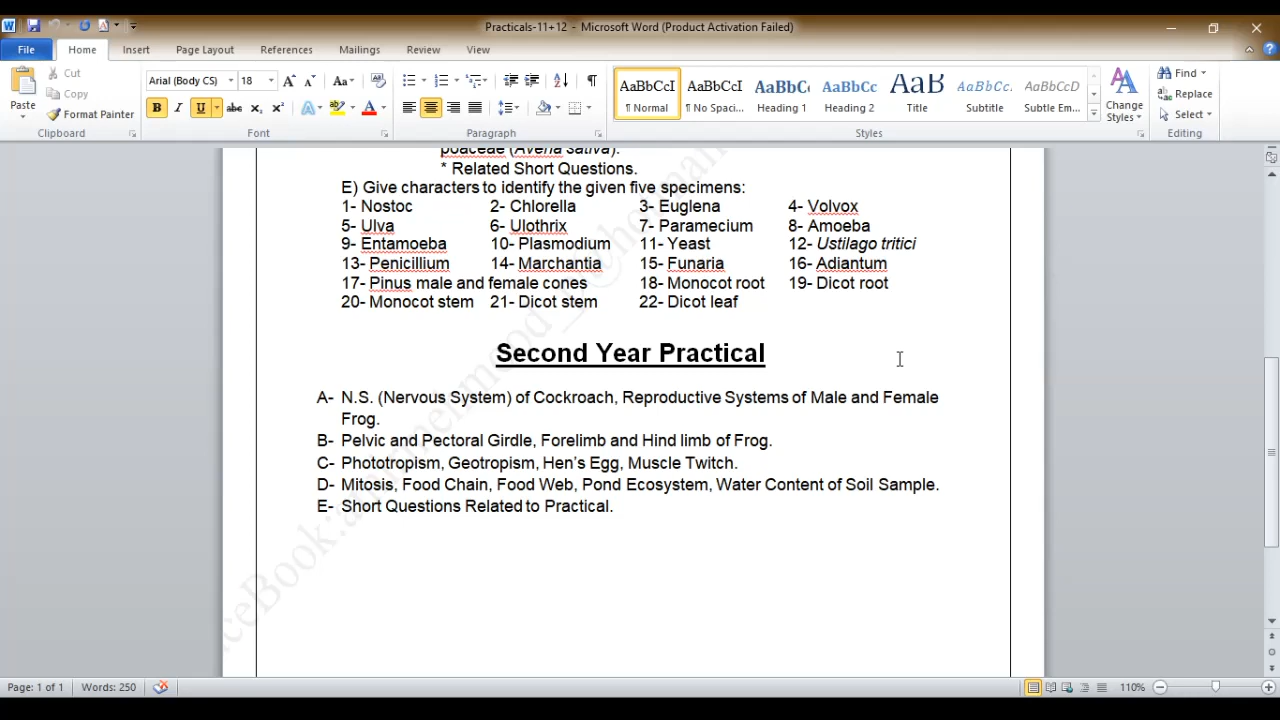 Practicals-11+12 - Microsoft Word (Product Activation Failed)
File Home Insert Page Layout References Mailings Review View
Paste Cut Copy Format Painter Clipboard
Arial (Body CS) 18 Font
Paragraph
AaBbCcI ¶ Normal AaBbCcI ¶ No Spaci... AaBbCc Heading 1 AaBbCc Heading 2 AaB Title AaBbCc. Subtitle AaBbCcD Subtle Em... Change Styles Styles
Find Replace Select Editing
poaceae (Avena sativa).
* Related Short Questions.
E) Give characters to identify the given five specimens:
1- Nostoc 2- Chlorella 3- Euglena 4- Volvox
5- Ulva 6- Ulothrix 7- Paramecium 8- Amoeba
9- Entamoeba 10- Plasmodium 11- Yeast 12- Ustilago tritici
13- Penicillium 14- Marchantia 15- Funaria 16- Adiantum
17- Pinus male and female cones 18- Monocot root 19- Dicot root
20- Monocot stem 21- Dicot stem 22- Dicot leaf
Second Year Practical
A- N.S. (Nervous System) of Cockroach, Reproductive Systems of Male and Female
Frog.
B- Pelvic and Pectoral Girdle, Forelimb and Hind limb of Frog.
C- Phototropism, Geotropism, Hen's Egg, Muscle Twitch.
D- Mitosis, Food Chain, Food Web, Pond Ecosystem, Water Content of Soil Sample.
E- Short Questions Related to Practical.
Page: 1 of 1 Words: 250 110%